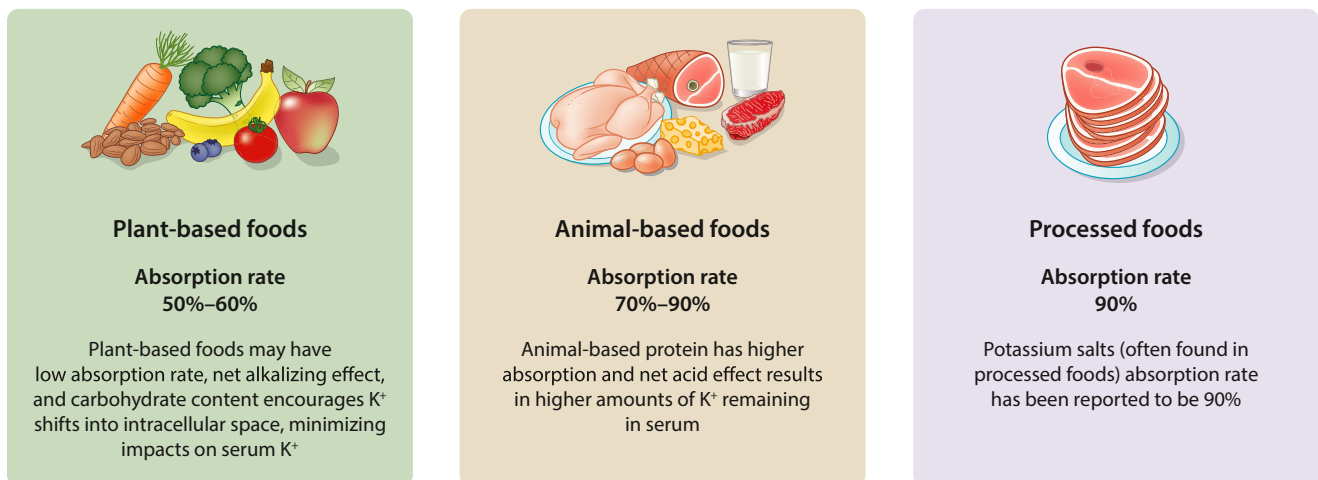 Plant-based foods
Absorption rate
50%–60%
Plant-based foods may have
low absorption rate, net alkalizing effect,
and carbohydrate content encourages K⁺
shifts into intracellular space, minimizing
impacts on serum K⁺
Animal-based foods
Absorption rate
70%–90%
Animal-based protein has higher
absorption and net acid effect results
in higher amounts of K⁺ remaining
in serum
Processed foods
Absorption rate
90%
Potassium salts (often found in
processed foods) absorption rate
has been reported to be 90%